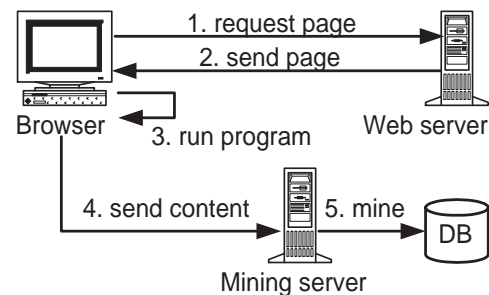 1. request page
2. send page
Browser
3. run program
Web server
4. send content
5. mine
DB
Mining server